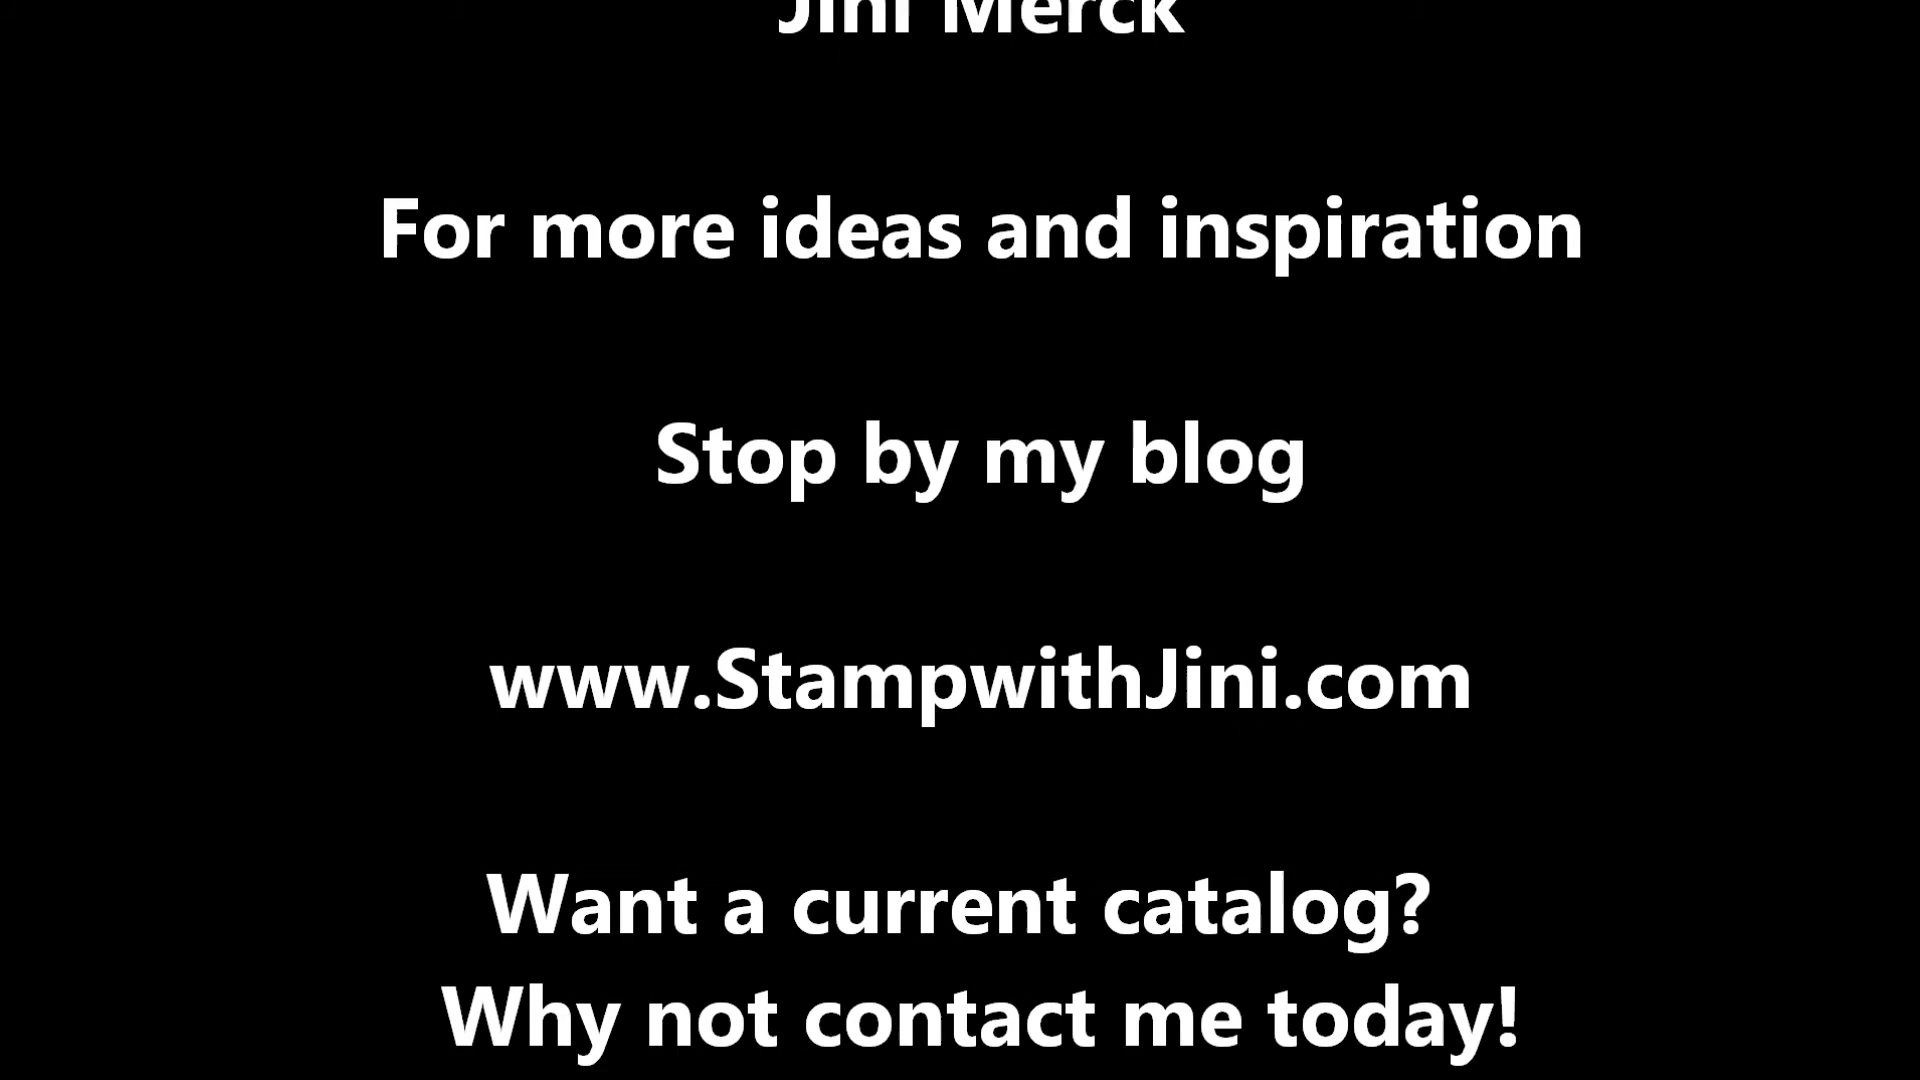 Jini Merck
For more ideas and inspiration
Stop by my blog
www.StampwithJini.com
Want a current catalog?
Why not contact me today!